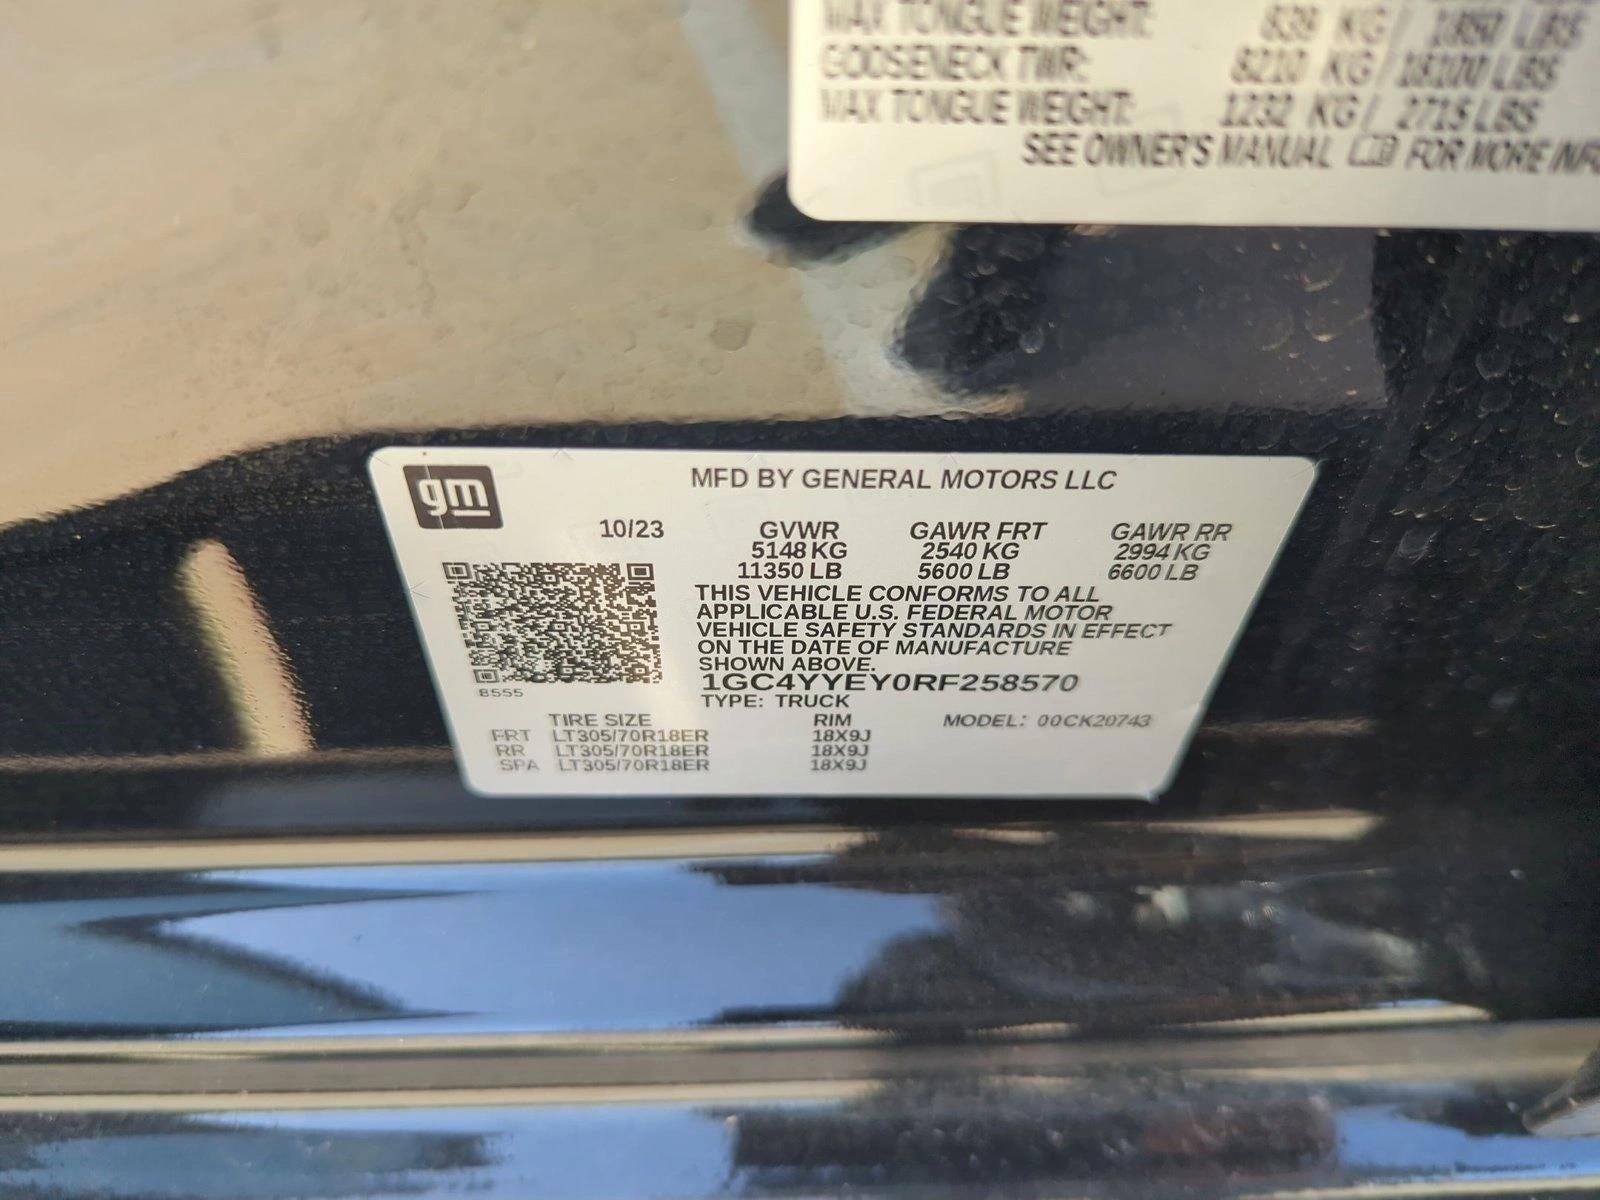 MAX TONGUE WEIGHT: 839 KG / 1850 LBS
GOOSENECK TWR: 8210 KG / 18100 LBS
MAX TONGUE WEIGHT: 1232 KG / 2715 LBS
SEE OWNER'S MANUAL FOR MORE INFO
gm
MFD BY GENERAL MOTORS LLC
10/23 GVWR GAWR FRT GAWR RR
5148 KG 2540 KG 2994 KG
11350 LB 5600 LB 6600 LB
THIS VEHICLE CONFORMS TO ALL
APPLICABLE U.S. FEDERAL MOTOR
VEHICLE SAFETY STANDARDS IN EFFECT
ON THE DATE OF MANUFACTURE
SHOWN ABOVE.
8555
1GC4YYEY0RF258570
TYPE: TRUCK
TIRE SIZE RIM MODEL: 00CK20743
FRT LT305/70R18ER 18X9J
RR LT305/70R18ER 18X9J
SPA LT305/70R18ER 18X9J